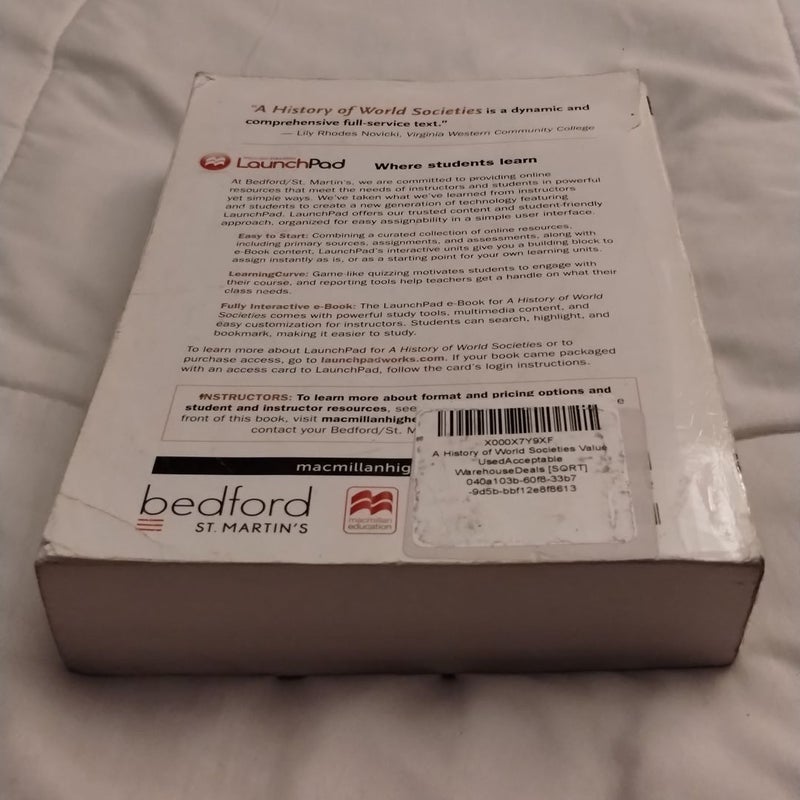 "A History of World Societies is a dynamic and
comprehensive full-service text."
— Lily Rhodes Novicki, Virginia Western Community College
LaunchPad Where students learn
At Bedford/St. Martin's, we are committed to providing online
resources that meet the needs of instructors and students in powerful
yet simple ways. We've taken what we've learned from instructors
and students to create a new generation of technology featuring
LaunchPad. LaunchPad offers our trusted content and student-friendly
approach, organized for easy assignability in a simple user interface.
Easy to Start: Combining a curated collection of online resources,
including primary sources, assignments, and assessments, along with
e-Book content, LaunchPad's interactive units give you a building block to
assign instantly as is, or as a starting point for your own learning units.
LearningCurve: Game-like quizzing motivates students to engage with
their course, and reporting tools help teachers get a handle on what their
class needs.
Fully Interactive e-Book: The LaunchPad e-Book for A History of World
Societies comes with powerful study tools, multimedia content, and
easy customization for instructors. Students can search, highlight, and
bookmark, making it easier to study.
To learn more about LaunchPad for A History of World Societies or to
purchase access, go to launchpadworks.com. If your book came packaged
with an access card to LaunchPad, follow the card's login instructions.
INSTRUCTORS: To learn more about format and pricing options and
student and instructor resources, see
front of this book, visit macmillanhighe
contact your Bedford/St. M
macmillanhig
bedford
ST. MARTIN'S
macmillan
education
X000X7Y9XF
A History of World Societies Value
UsedAcceptable
WarehouseDeals [SQRT]
040a103b-60f8-33b7
-9d5b-bbf12e8f8613